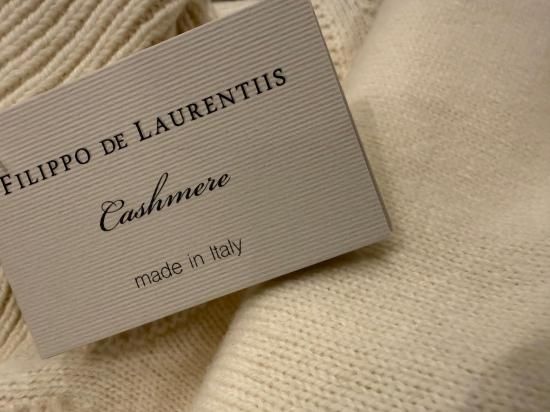 FILIPPO DE LAURENTIIS
Cashmere
made in Italy